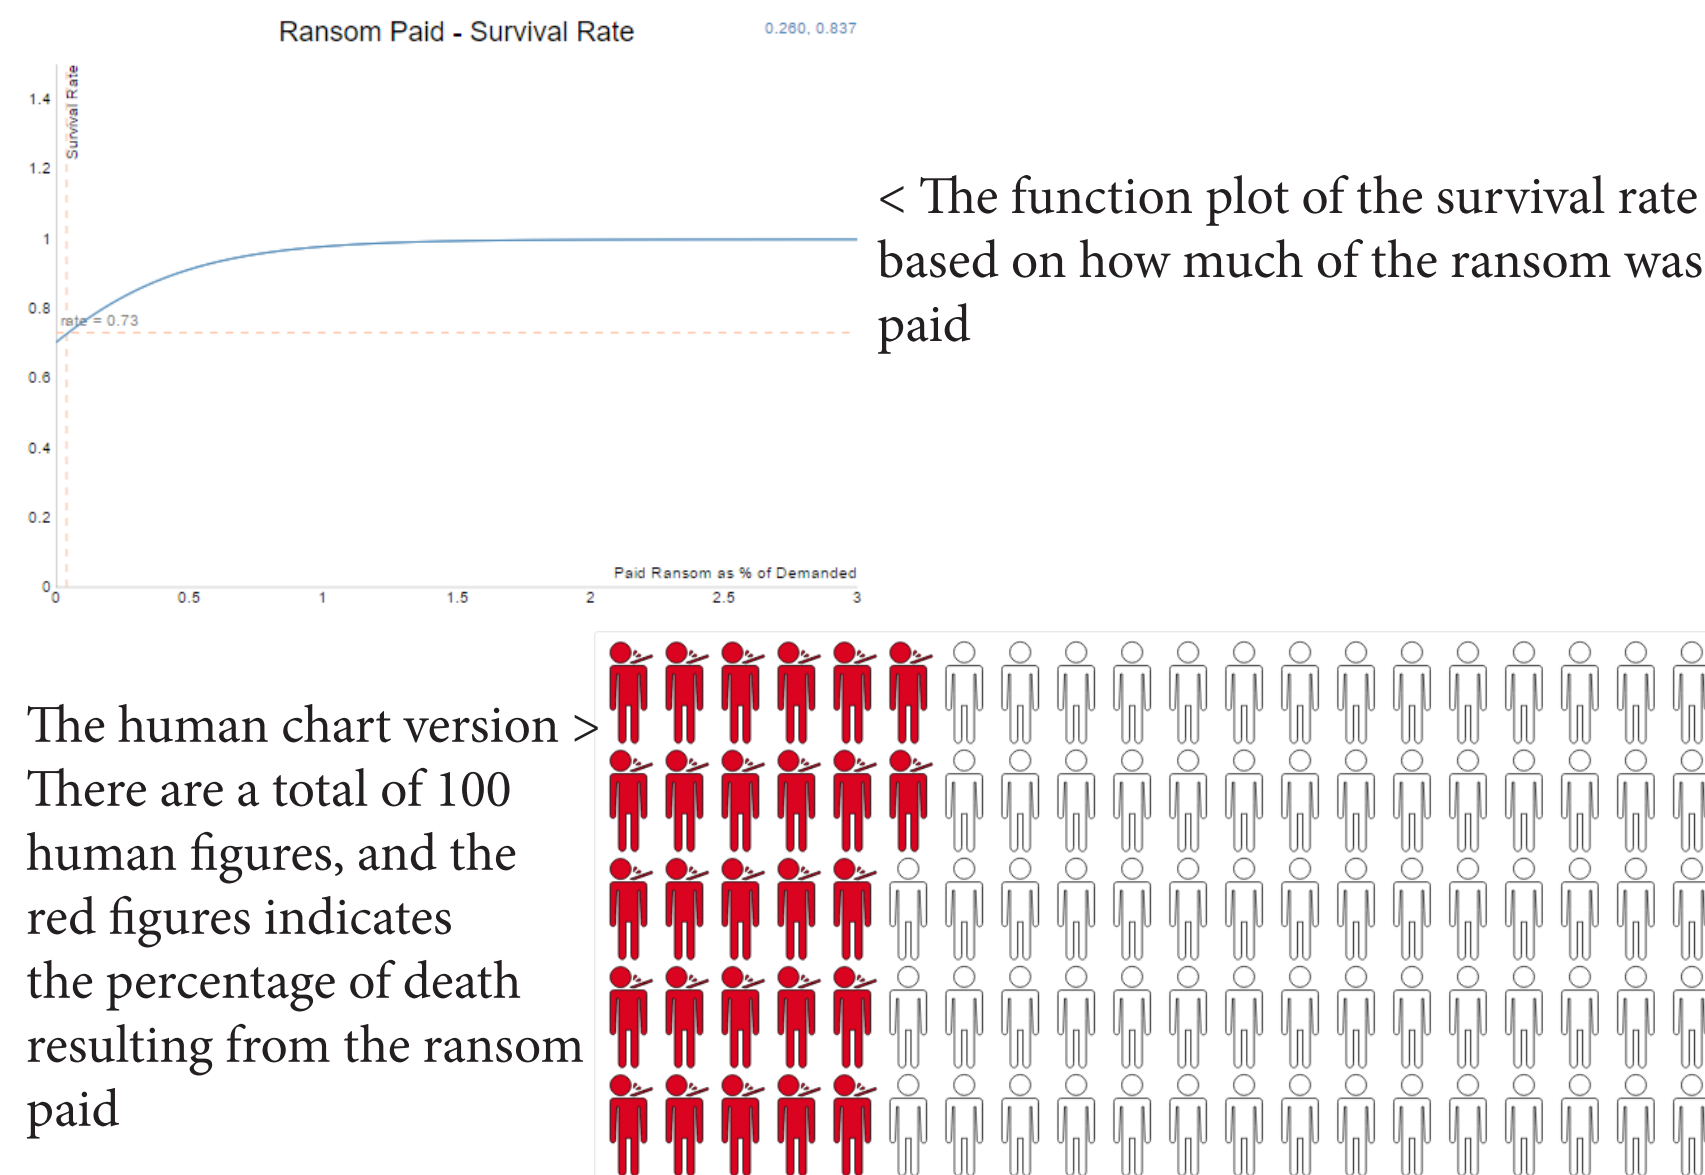 Ransom Paid - Survival Rate
0.260, 0.837
Survival Rate
1.4
1.2
1
0.8
rate = 0.73
0.6
0.4
0.2
0
Paid Ransom as % of Demanded
0 0.5 1 1.5 2 2.5 3
< The function plot of the survival rate
based on how much of the ransom was
paid
The human chart version >
There are a total of 100
human figures, and the
red figures indicates
the percentage of death
resulting from the ransom
paid